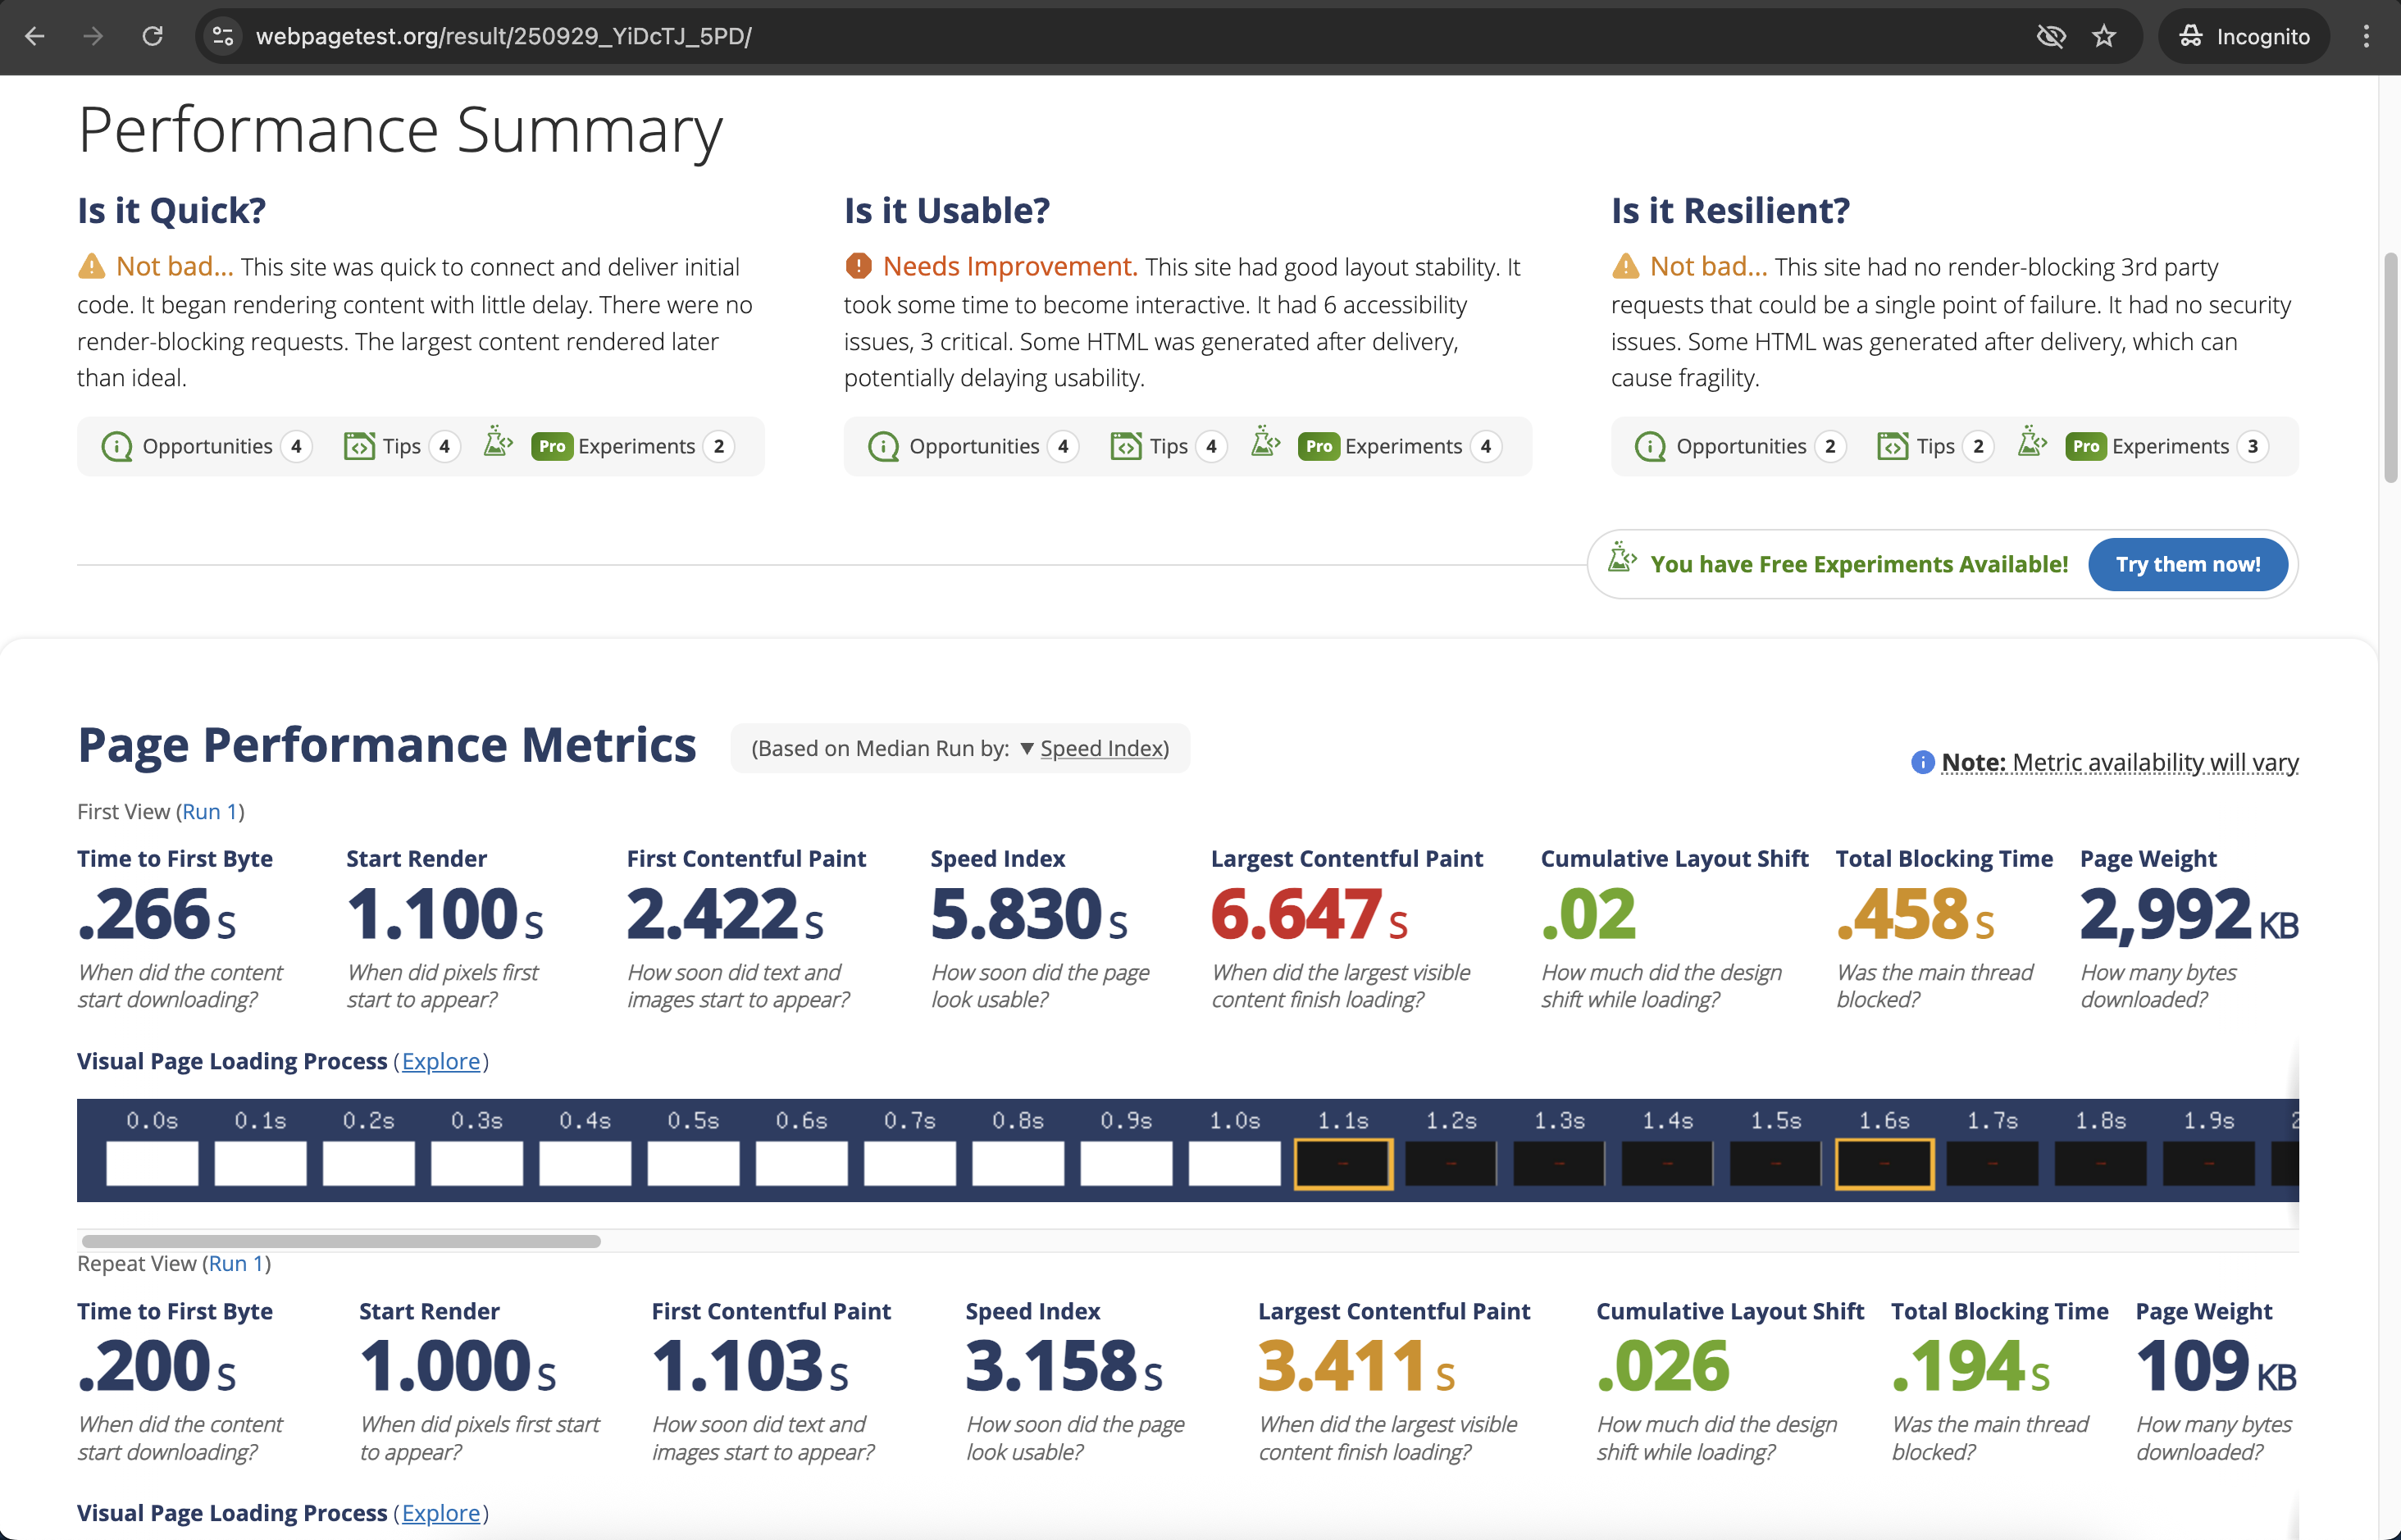 webpagetest.org/result/250929_YiDcTJ_5PD/
Incognito
Performance Summary
Is it Quick?
Not bad... This site was quick to connect and deliver initial
code. It began rendering content with little delay. There were no
render-blocking requests. The largest content rendered later
than ideal.
Opportunities 4 Tips 4 Pro Experiments 2
Is it Usable?
Needs Improvement. This site had good layout stability. It
took some time to become interactive. It had 6 accessibility
issues, 3 critical. Some HTML was generated after delivery,
potentially delaying usability.
Opportunities 4 Tips 4 Pro Experiments 4
Is it Resilient?
Not bad... This site had no render-blocking 3rd party
requests that could be a single point of failure. It had no security
issues. Some HTML was generated after delivery, which can
cause fragility.
Opportunities 2 Tips 2 Pro Experiments 3
You have Free Experiments Available! Try them now!
Page Performance Metrics (Based on Median Run by: ▼ Speed Index)
Note: Metric availability will vary
First View (Run 1)
Time to First Byte
.266 s
When did the content
start downloading?
Start Render
1.100 s
When did pixels first
start to appear?
First Contentful Paint
2.422 s
How soon did text and
images start to appear?
Speed Index
5.830 s
How soon did the page
look usable?
Largest Contentful Paint
6.647 s
When did the largest visible
content finish loading?
Cumulative Layout Shift
.02
How much did the design
shift while loading?
Total Blocking Time
.458 s
Was the main thread
blocked?
Page Weight
2,992 KB
How many bytes
downloaded?
Visual Page Loading Process (Explore)
0.0s 0.1s 0.2s 0.3s 0.4s 0.5s 0.6s 0.7s 0.8s 0.9s 1.0s 1.1s 1.2s 1.3s 1.4s 1.5s 1.6s 1.7s 1.8s 1.9s
Repeat View (Run 1)
Time to First Byte
.200 s
When did the content
start downloading?
Start Render
1.000 s
When did pixels first start
to appear?
First Contentful Paint
1.103 s
How soon did text and
images start to appear?
Speed Index
3.158 s
How soon did the page
look usable?
Largest Contentful Paint
3.411 s
When did the largest visible
content finish loading?
Cumulative Layout Shift
.026
How much did the design
shift while loading?
Total Blocking Time
.194 s
Was the main thread
blocked?
Page Weight
109 KB
How many bytes
downloaded?
Visual Page Loading Process (Explore)